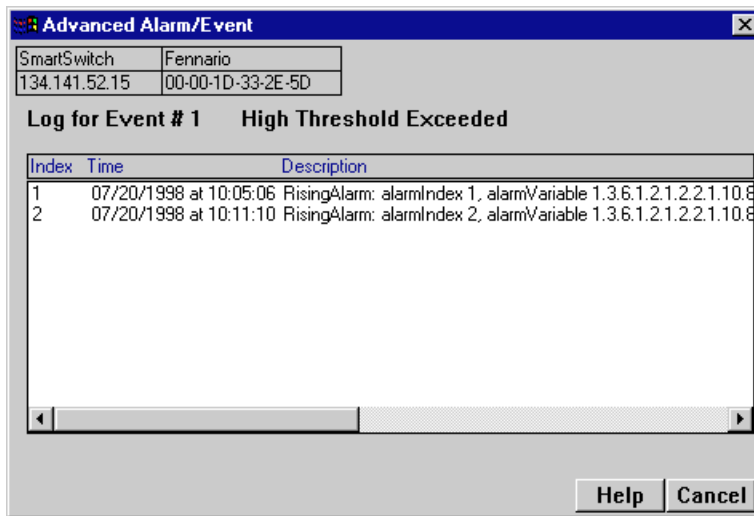 Advanced Alarm/Event
SmartSwitch Fennario
134.141.52.15 00-00-1D-33-2E-5D
Log for Event # 1 High Threshold Exceeded
Index Time Description
1 07/20/1998 at 10:05:06 RisingAlarm: alarmIndex 1, alarmVariable 1.3.6.1.2.1.2.2.1.10.8
2 07/20/1998 at 10:11:10 RisingAlarm: alarmIndex 2, alarmVariable 1.3.6.1.2.1.2.2.1.10.8
Help Cancel